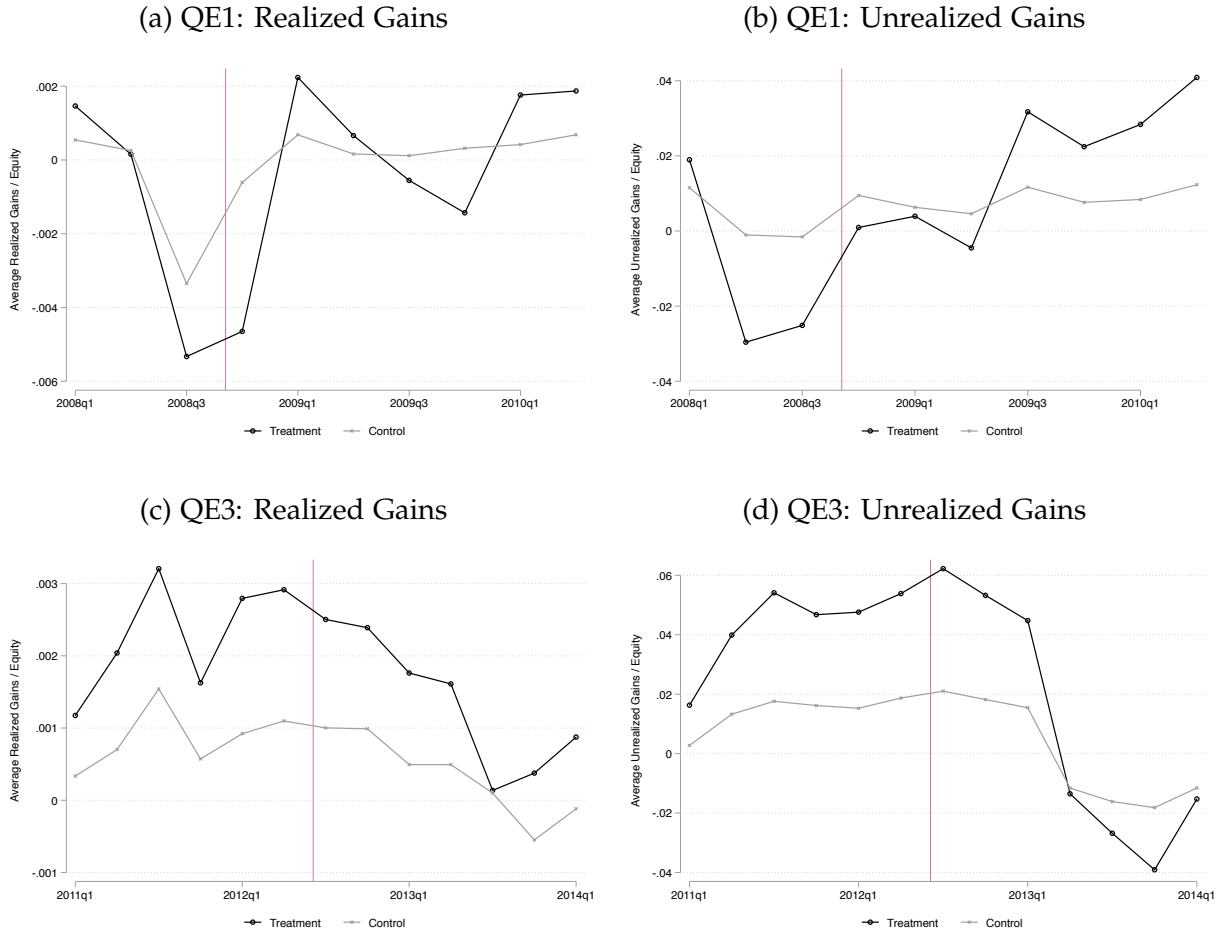 (a) QE1: Realized Gains
Average Realized Gains / Equity
.002
0
-.002
-.004
-.006
2008q1
2008q3
2009q1
2009q3
2010q1
Treatment
Control
(b) QE1: Unrealized Gains
Average Unrealized Gains / Equity
.04
.02
0
-.02
-.04
2008q1
2008q3
2009q1
2009q3
2010q1
Treatment
Control
(c) QE3: Realized Gains
Average Realized Gains / Equity
.003
.002
.001
0
-.001
2011q1
2012q1
2013q1
2014q1
Treatment
Control
(d) QE3: Unrealized Gains
Average Unrealized Gains / Equity
.06
.04
.02
0
-.02
-.04
2011q1
2012q1
2013q1
2014q1
Treatment
Control